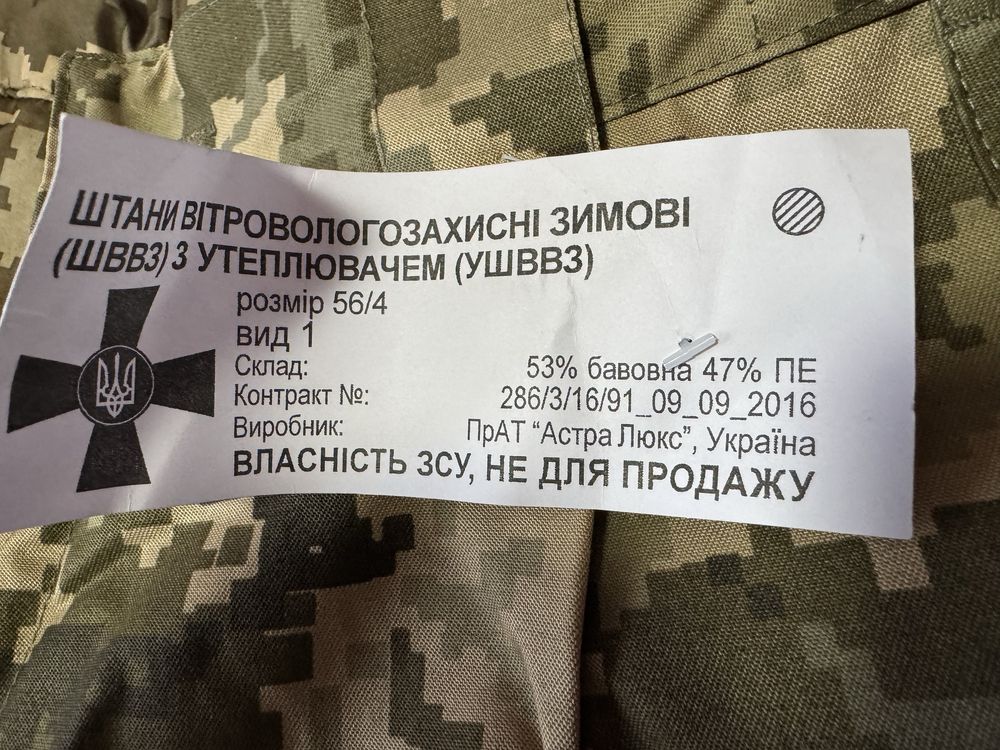 ШТАНИ ВІТРОВОЛОГОЗАХИСНІ ЗИМОВІ
(ШВВЗ) З УТЕПЛЮВАЧЕМ (УШВВЗ)
розмір 56/4
вид 1
Склад: 53% бавовна 47% ПЕ
Контракт №: 286/3/16/91_09_09_2016
Виробник: ПрАТ “Астра Люкс”, Україна
ВЛАСНІСТЬ ЗСУ, НЕ ДЛЯ ПРОДАЖУ